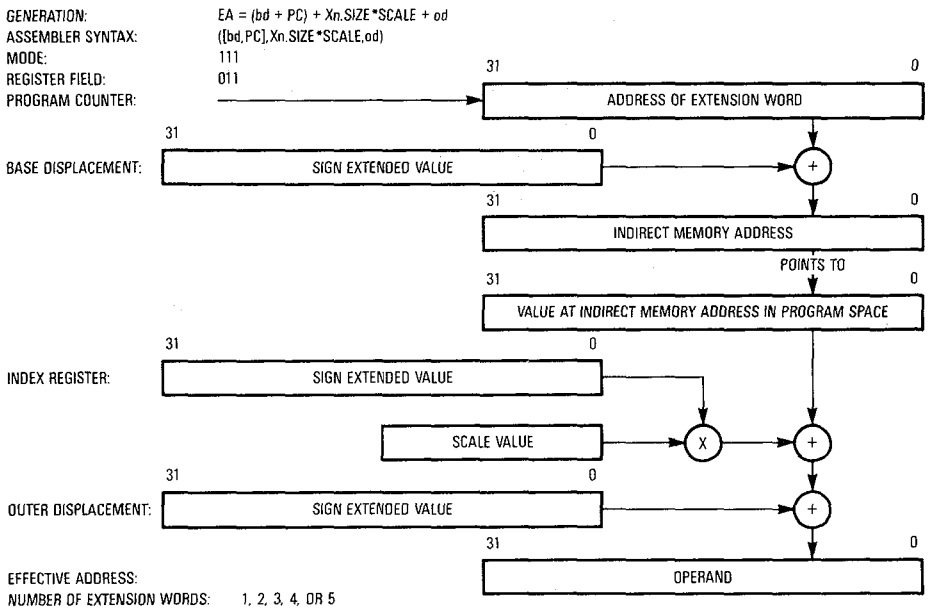 GENERATION: EA = (bd + PC) + Xn.SIZE*SCALE + od
ASSEMBLER SYNTAX: ([bd,PC],Xn.SIZE*SCALE,od)
MODE: 111
REGISTER FIELD: 011
31 0
PROGRAM COUNTER: ADDRESS OF EXTENSION WORD
31 0
BASE DISPLACEMENT: SIGN EXTENDED VALUE +
31 0
INDIRECT MEMORY ADDRESS
POINTS TO
31 0
VALUE AT INDIRECT MEMORY ADDRESS IN PROGRAM SPACE
31 0
INDEX REGISTER: SIGN EXTENDED VALUE
SCALE VALUE X +
31 0
OUTER DISPLACEMENT: SIGN EXTENDED VALUE +
31 0
EFFECTIVE ADDRESS: OPERAND
NUMBER OF EXTENSION WORDS: 1, 2, 3, 4, OR 5